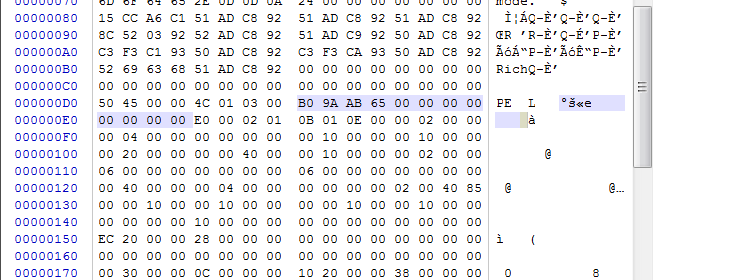 00000070 6D 6F 64 65 2E 0D 0D 0A 24 00 00 00 00 00 00 00 mode. $
00000080 15 CC A6 C1 51 AD C8 92 51 AD C8 92 51 AD C8 92 Ì¦ÁQ-È’Q-È’Q-È’
00000090 8C 52 03 92 52 AD C8 92 51 AD C9 92 50 AD C8 92 ŒR ’R-È’Q-É’P-È’
000000A0 C3 F3 C1 93 50 AD C8 92 C3 F3 CA 93 50 AD C8 92 ÃóÁ“P-È’ÃóÊ“P-È’
000000B0 52 69 63 68 51 AD C8 92 00 00 00 00 00 00 00 00 RichQ-È’
000000C0 00 00 00 00 00 00 00 00 00 00 00 00 00 00 00 00
000000D0 50 45 00 00 4C 01 03 00 B0 9A AB 65 00 00 00 00 PE L °š«e
000000E0 00 00 00 00 E0 00 02 01 0B 01 0E 00 00 02 00 00 à
000000F0 00 04 00 00 00 00 00 00 00 10 00 00 00 10 00 00
00000100 00 20 00 00 00 00 40 00 00 10 00 00 00 02 00 00 @
00000110 06 00 00 00 00 00 00 00 06 00 00 00 00 00 00 00
00000120 00 40 00 00 00 04 00 00 00 00 00 00 02 00 40 85 @ @…
00000130 00 00 10 00 00 10 00 00 00 00 10 00 00 10 00 00
00000140 00 00 00 00 10 00 00 00 00 00 00 00 00 00 00 00
00000150 EC 20 00 00 28 00 00 00 00 00 00 00 00 00 00 00 ì (
00000160 00 00 00 00 00 00 00 00 00 00 00 00 00 00 00 00
00000170 00 30 00 00 0C 00 00 00 10 20 00 00 38 00 00 00 0 8